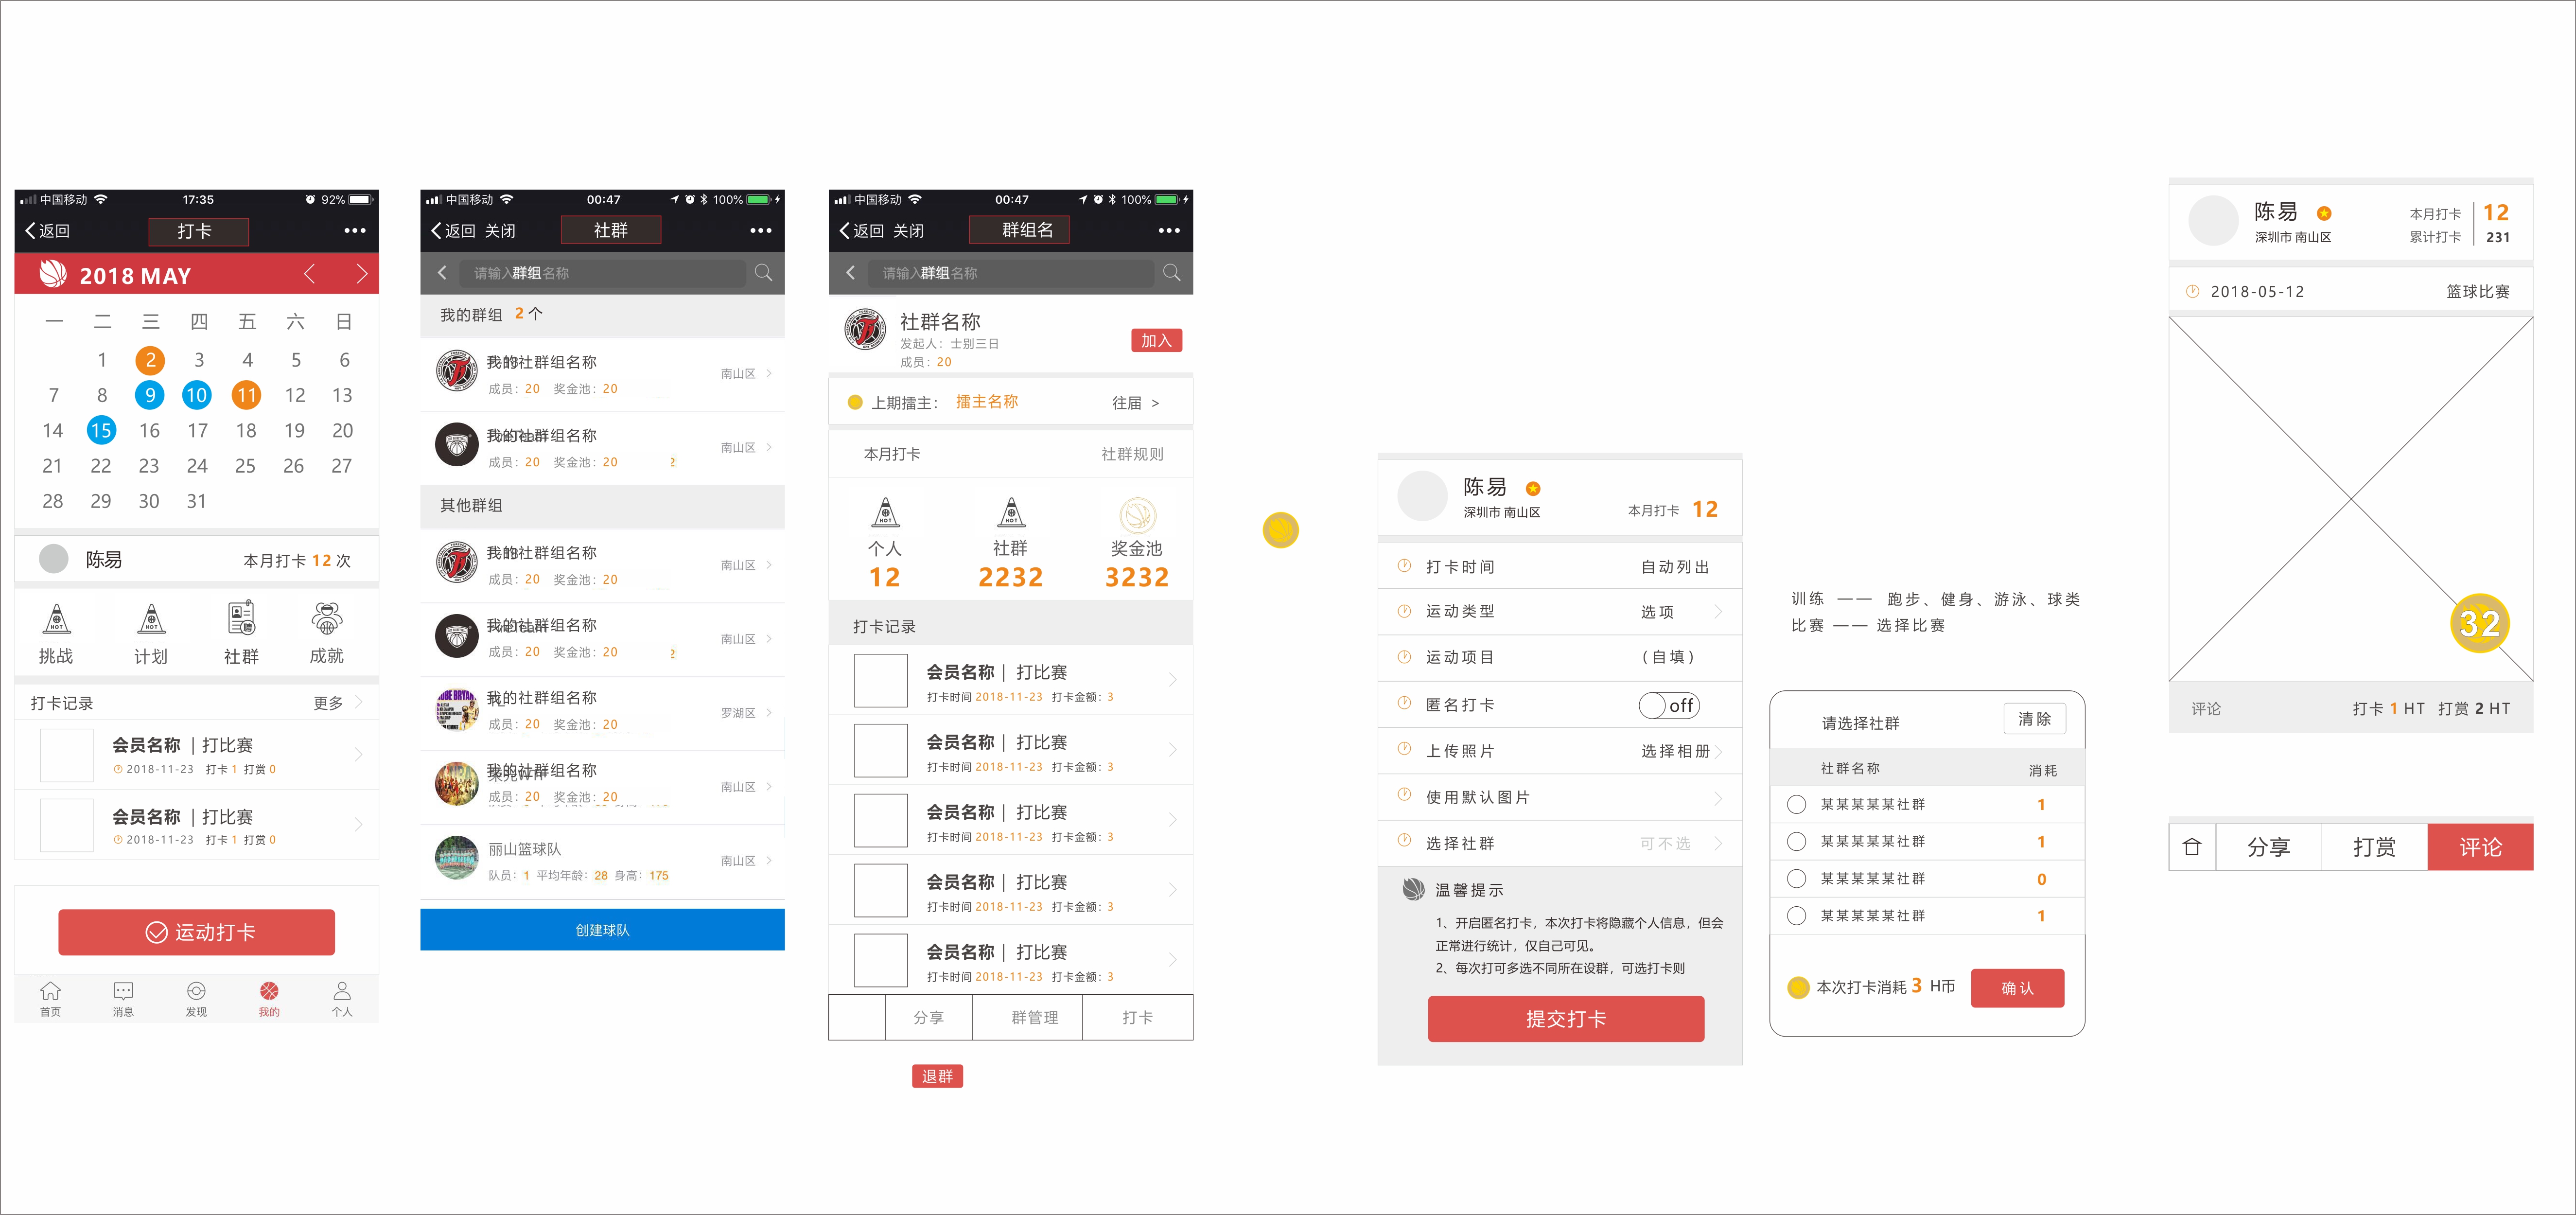 中国移动 17:35 92%
返回 打卡
2018 MAY
一 二 三 四 五 六 日
1 2 3 4 5 6
7 8 9 10 11 12 13
14 15 16 17 18 19 20
21 22 23 24 25 26 27
28 29 30 31
陈易 本月打卡 12 次
挑战 计划 社群 成就
打卡记录 更多
会员名称 | 打比赛
2018-11-23 打卡 1 打赏 0
会员名称 | 打比赛
2018-11-23 打卡 1 打赏 0
运动打卡
首页 消息 发现 我的 个人
中国移动 00:47 100%
返回 关闭 社群
请输入群组名称
我的群组 2 个
我的社群组名称
成员：20 奖金池：20 南山区
我的社群组名称
成员：20 奖金池：20 2 南山区
其他群组
我的社群组名称
成员：20 奖金池：20 南山区
我的社群组名称
成员：20 奖金池：20 2 南山区
我的社群组名称
成员：20 奖金池：20 罗湖区
我的社群组名称
成员：20 奖金池：20 南山区
丽山篮球队
队员：1 平均年龄：28 身高：175 南山区
创建球队
中国移动 00:47 100%
返回 关闭 群组名
请输入群组名称
社群名称
发起人：士别三日
成员：20
加入
上期擂主： 擂主名称 往届 >
本月打卡 社群规则
HOT HOT
个人 社群 奖金池
12 2232 3232
打卡记录
会员名称 | 打比赛
打卡时间 2018-11-23 打卡金额：3
会员名称 | 打比赛
打卡时间 2018-11-23 打卡金额：3
会员名称 | 打比赛
打卡时间 2018-11-23 打卡金额：3
会员名称 | 打比赛
打卡时间 2018-11-23 打卡金额：3
会员名称 | 打比赛
打卡时间 2018-11-23 打卡金额：3
分享 群管理 打卡
退群
陈易
深圳市 南山区 本月打卡 12
打卡时间 自动列出
运动类型 选项
运动项目 （自填）
匿名打卡 off
上传照片 选择相册
使用默认图片
选择社群 可不选
温馨提示
1、开启匿名打卡，本次打卡将隐藏个人信息，但会
正常进行统计，仅自己可见。
2、每次打可多选不同所在设群，可选打卡则
提交打卡
训练 —— 跑步、健身、游泳、球类
比赛 —— 选择比赛
请选择社群 清除
社群名称 消耗
某某某某某社群 1
某某某某某社群 1
某某某某某社群 0
某某某某某社群 1
本次打卡消耗 3 H币 确认
陈易 本月打卡 12
深圳市 南山区 累计打卡 231
2018-05-12 篮球比赛
32
评论 打卡 1 HT 打赏 2 HT
分享 打赏 评论